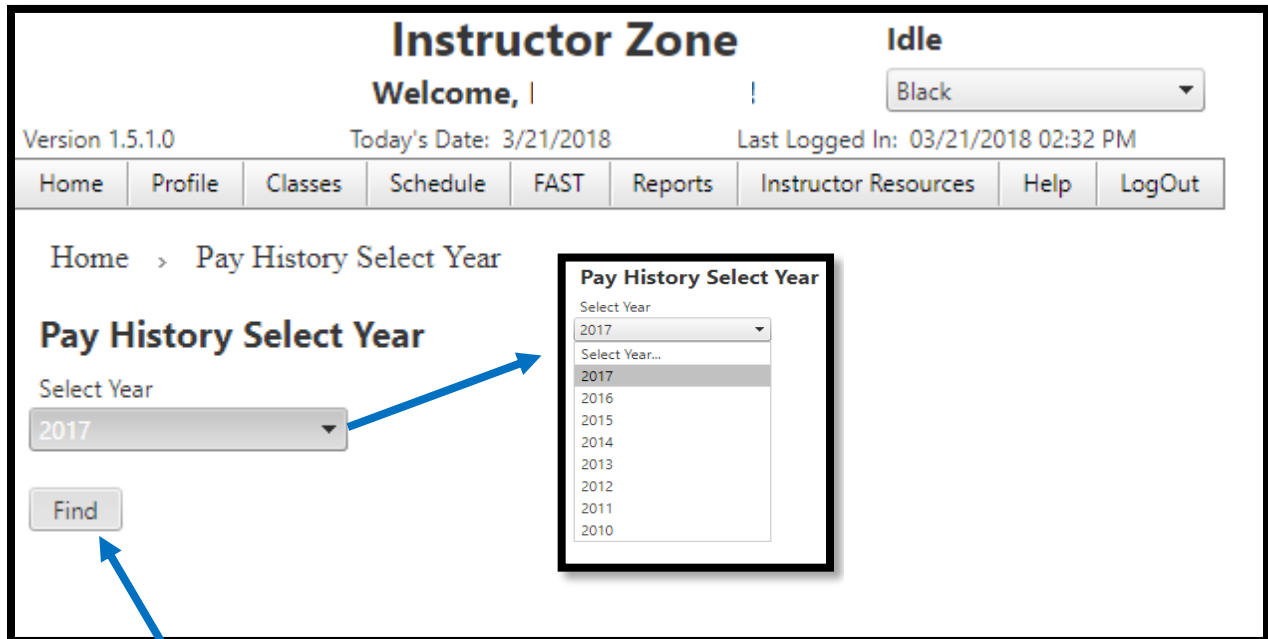 Instructor Zone
Idle
Welcome, !
Black
Version 1.5.1.0 Today's Date: 3/21/2018 Last Logged In: 03/21/2018 02:32 PM
Home Profile Classes Schedule FAST Reports Instructor Resources Help LogOut
Home > Pay History Select Year
Pay History Select Year
Select Year
2017
Find
Pay History Select Year
Select Year
2017
Select Year...
2017
2016
2015
2014
2013
2012
2011
2010